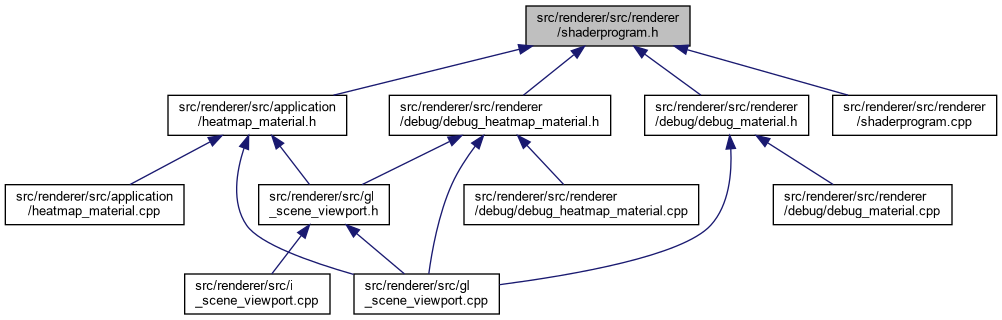 src/renderer/src/renderer
/shaderprogram.h
src/renderer/src/application
/heatmap_material.h
src/renderer/src/renderer
/debug/debug_heatmap_material.h
src/renderer/src/renderer
/debug/debug_material.h
src/renderer/src/renderer
/shaderprogram.cpp
src/renderer/src/application
/heatmap_material.cpp
src/renderer/src/gl
_scene_viewport.h
src/renderer/src/renderer
/debug/debug_heatmap_material.cpp
src/renderer/src/renderer
/debug/debug_material.cpp
src/renderer/src/i
_scene_viewport.cpp
src/renderer/src/gl
_scene_viewport.cpp